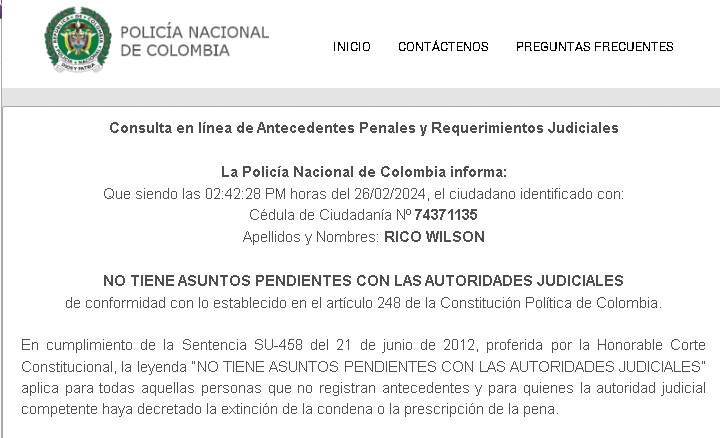 POLICÍA NACIONAL
DE COLOMBIA
INICIO CONTÁCTENOS PREGUNTAS FRECUENTES
Consulta en línea de Antecedentes Penales y Requerimientos Judiciales
La Policía Nacional de Colombia informa:
Que siendo las 02:42:28 PM horas del 26/02/2024, el ciudadano identificado con:
Cédula de Ciudadanía Nº 74371135
Apellidos y Nombres: RICO WILSON
NO TIENE ASUNTOS PENDIENTES CON LAS AUTORIDADES JUDICIALES
de conformidad con lo establecido en el artículo 248 de la Constitución Política de Colombia.
En cumplimiento de la Sentencia SU-458 del 21 de junio de 2012, proferida por la Honorable Corte
Constitucional, la leyenda “NO TIENE ASUNTOS PENDIENTES CON LAS AUTORIDADES JUDICIALES”
aplica para todas aquellas personas que no registran antecedentes y para quienes la autoridad judicial
competente haya decretado la extinción de la condena o la prescripción de la pena.